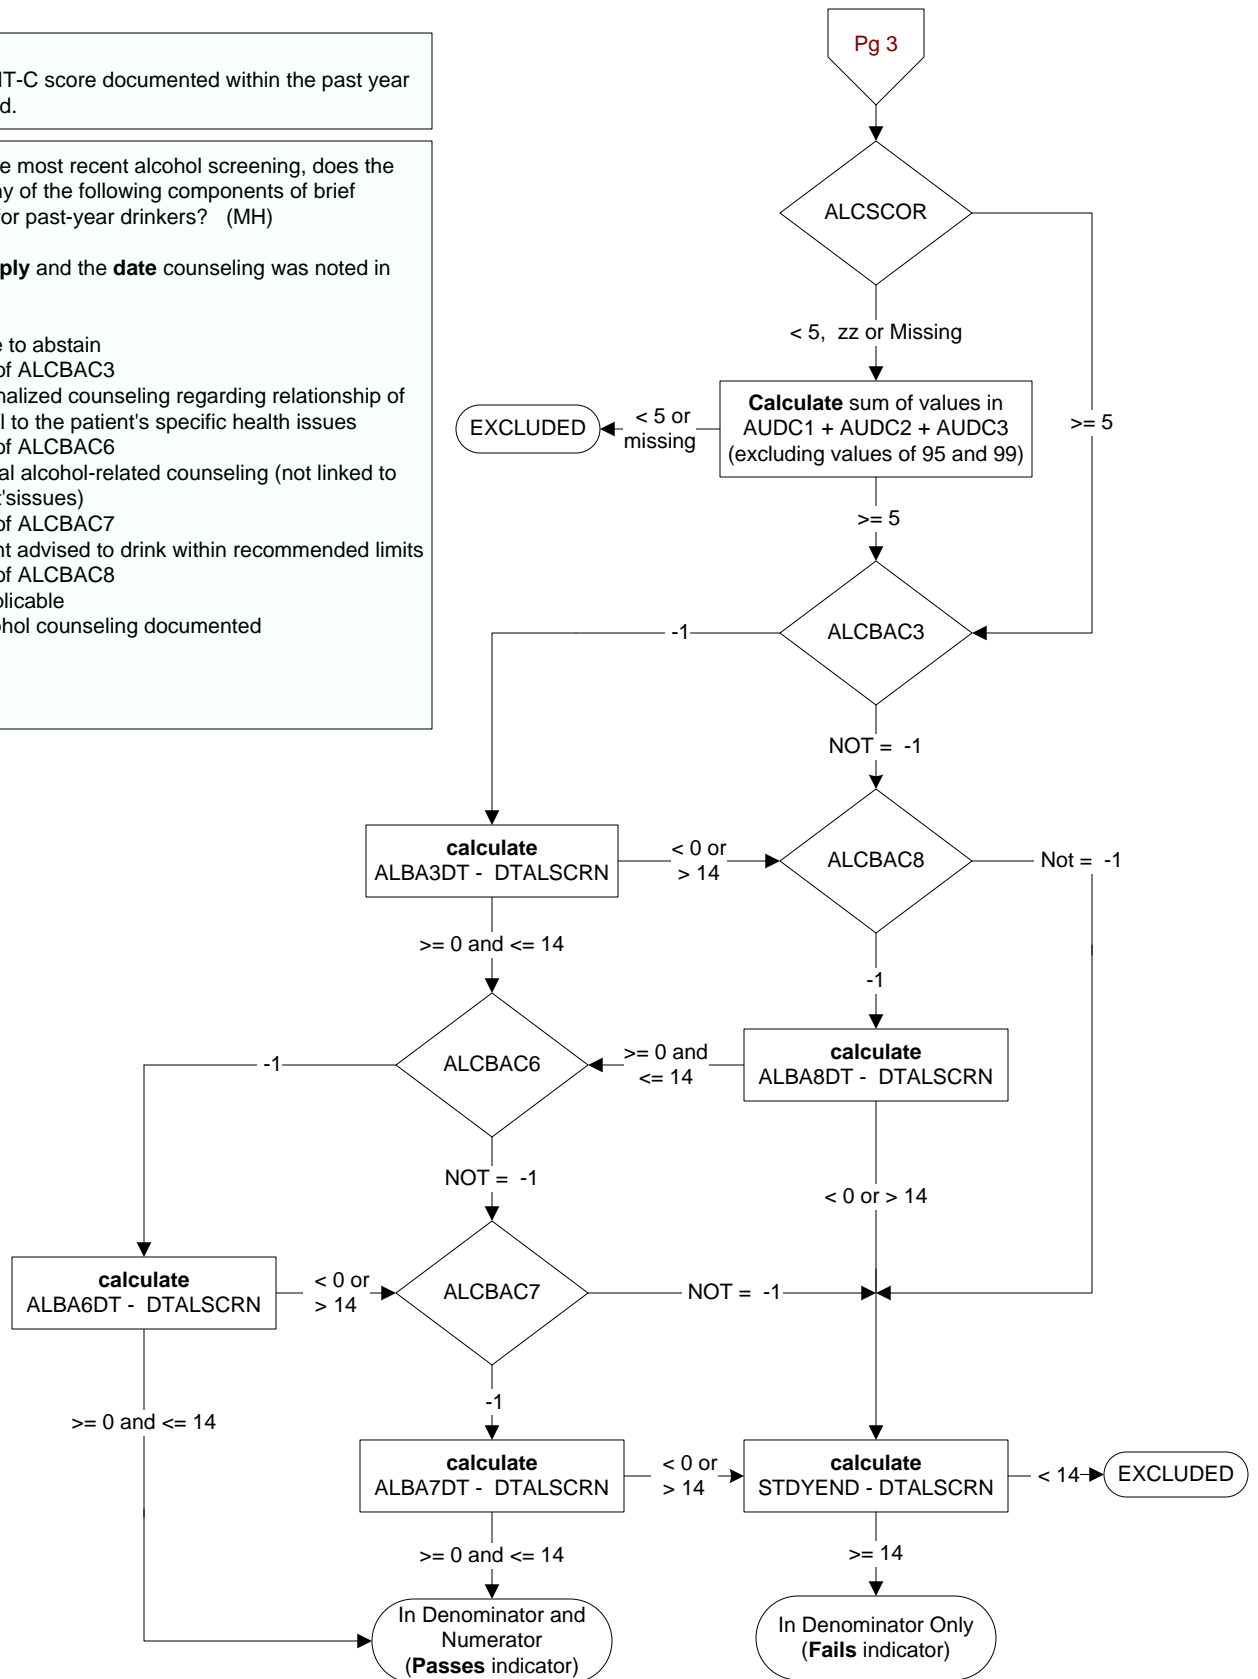 Pg 3
IT-C score documented within the past year
d.
e most recent alcohol screening, does the
ny of the following components of brief
for past-year drinkers? (MH)
ply and the date counseling was noted in
e to abstain
of ALCBAC3
nalized counseling regarding relationship of
l to the patient's specific health issues
of ALCBAC6
al alcohol-related counseling (not linked to
t'sissues)
of ALCBAC7
nt advised to drink within recommended limits
of ALCBAC8
plicable
ohol counseling documented
ALCSCOR
< 5, zz or Missing
>= 5
Calculate sum of values in
AUDC1 + AUDC2 + AUDC3
(excluding values of 95 and 99)
< 5 or
missing
EXCLUDED
>= 5
ALCBAC3
-1
NOT = -1
calculate
ALBA3DT - DTALSCRN
< 0 or
> 14
ALCBAC8
Not = -1
>= 0 and <= 14
-1
ALCBAC6
-1
>= 0 and
<= 14
calculate
ALBA8DT - DTALSCRN
NOT = -1
< 0 or > 14
calculate
ALBA6DT - DTALSCRN
< 0 or
> 14
ALCBAC7
NOT = -1
>= 0 and <= 14
-1
calculate
ALBA7DT - DTALSCRN
< 0 or
> 14
calculate
STDYEND - DTALSCRN
< 14
EXCLUDED
>= 0 and <= 14
>= 14
In Denominator and
Numerator
(Passes indicator)
In Denominator Only
(Fails indicator)